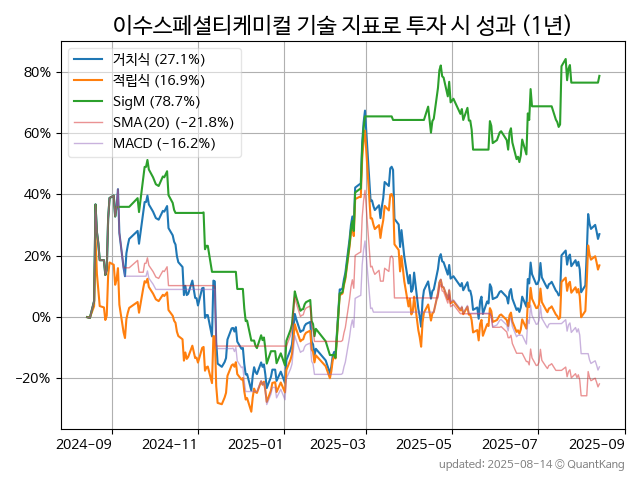 이수스페셜티케미컬 기술 지표로 투자 시 성과 (1년)
거치식 (27.1%)
적립식 (16.9%)
SigM (78.7%)
SMA(20) (−21.8%)
MACD (−16.2%)
80%
60%
40%
20%
0%
−20%
2024-09 2024-11 2025-01 2025-03 2025-05 2025-07 2025-09
updated: 2025-08-14 © QuantKang